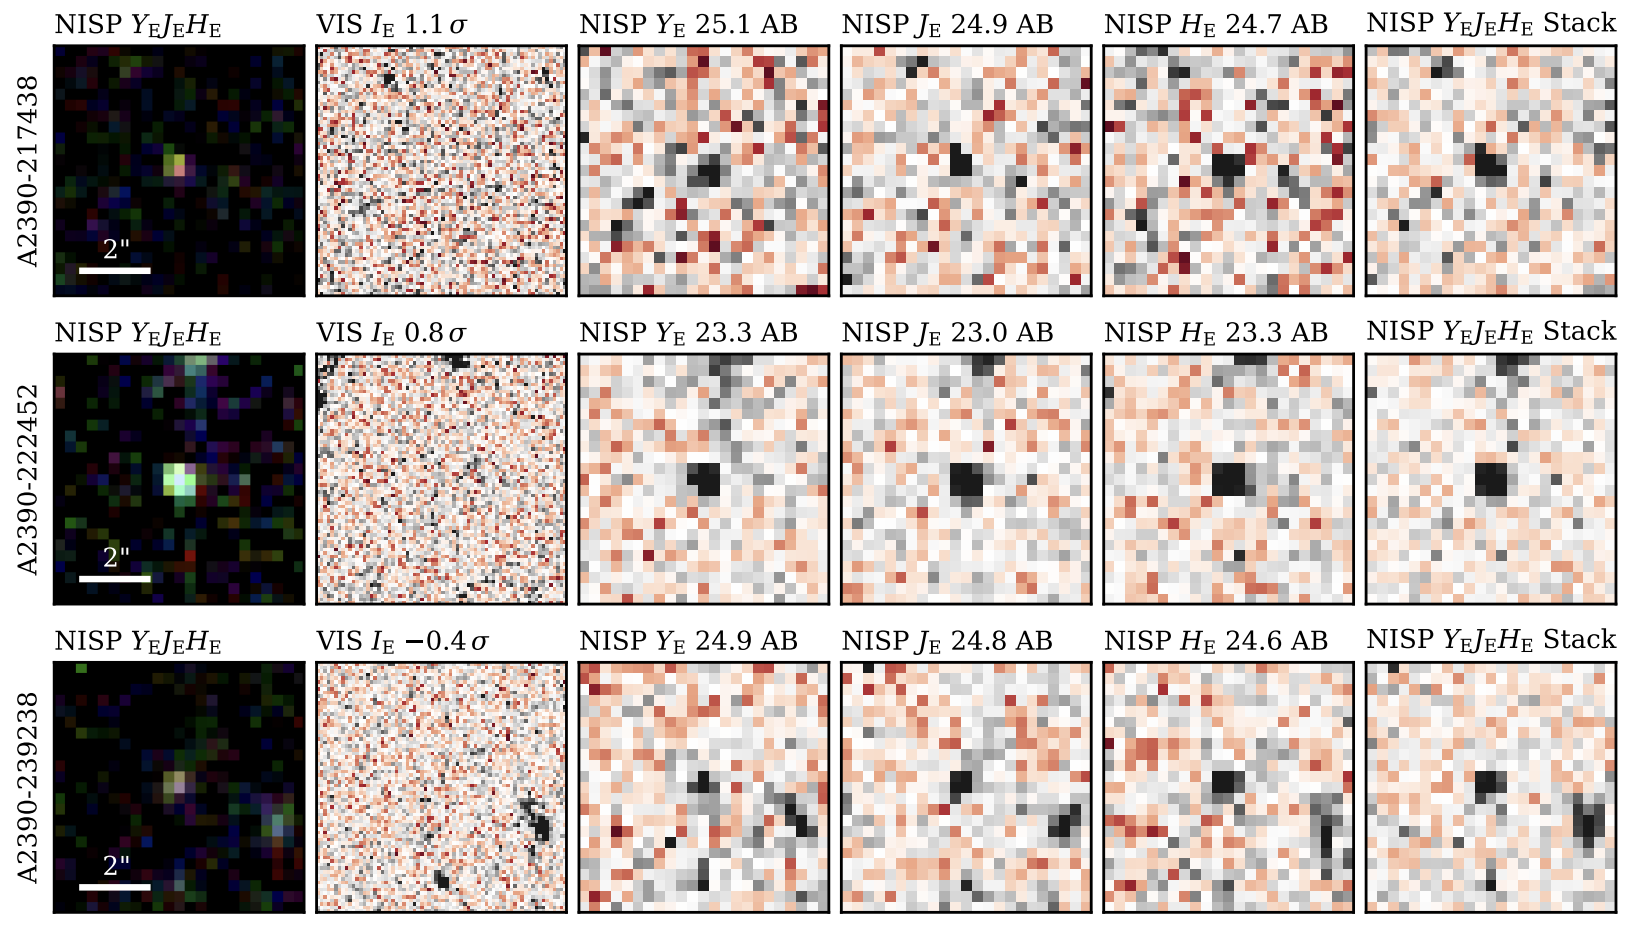 NISP YEJEHE VIS IE 1.1 σ NISP YE 25.1 AB NISP JE 24.9 AB NISP HE 24.7 AB NISP YEJEHE Stack
A2390-217438
2"
NISP YEJEHE VIS IE 0.8 σ NISP YE 23.3 AB NISP JE 23.0 AB NISP HE 23.3 AB NISP YEJEHE Stack
A2390-222452
2"
NISP YEJEHE VIS IE −0.4 σ NISP YE 24.9 AB NISP JE 24.8 AB NISP HE 24.6 AB NISP YEJEHE Stack
A2390-239238
2"